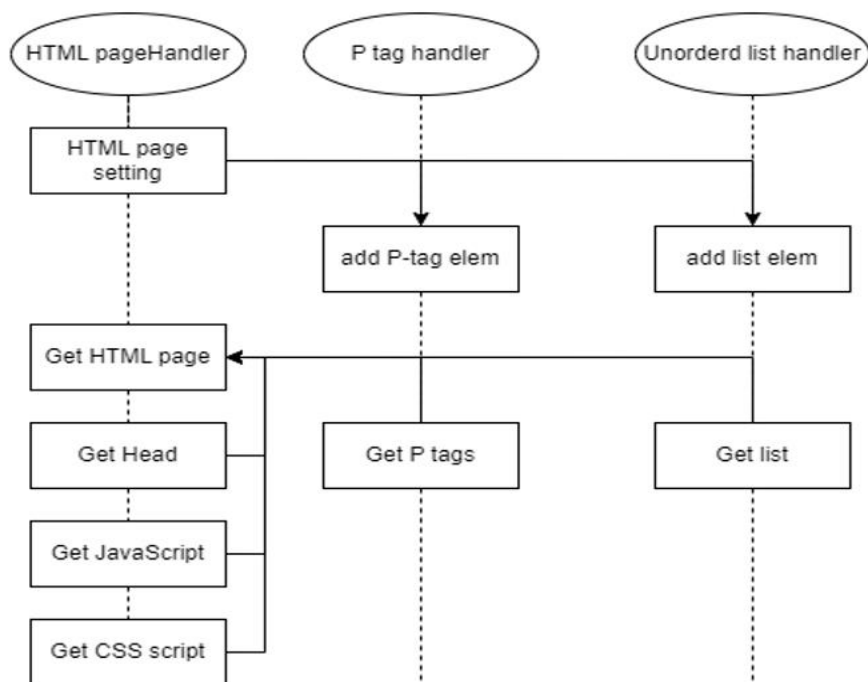 HTML pageHandler
P tag handler
Unorderd list handler
HTML page
setting
add P-tag elem
add list elem
Get HTML page
Get Head
Get P tags
Get list
Get JavaScript
Get CSS script